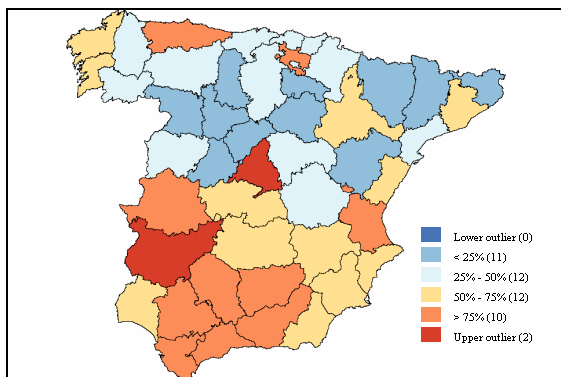 Lower outlier (0)
< 25% (11)
25% - 50% (12)
50% - 75% (12)
> 75% (10)
Upper outlier (2)